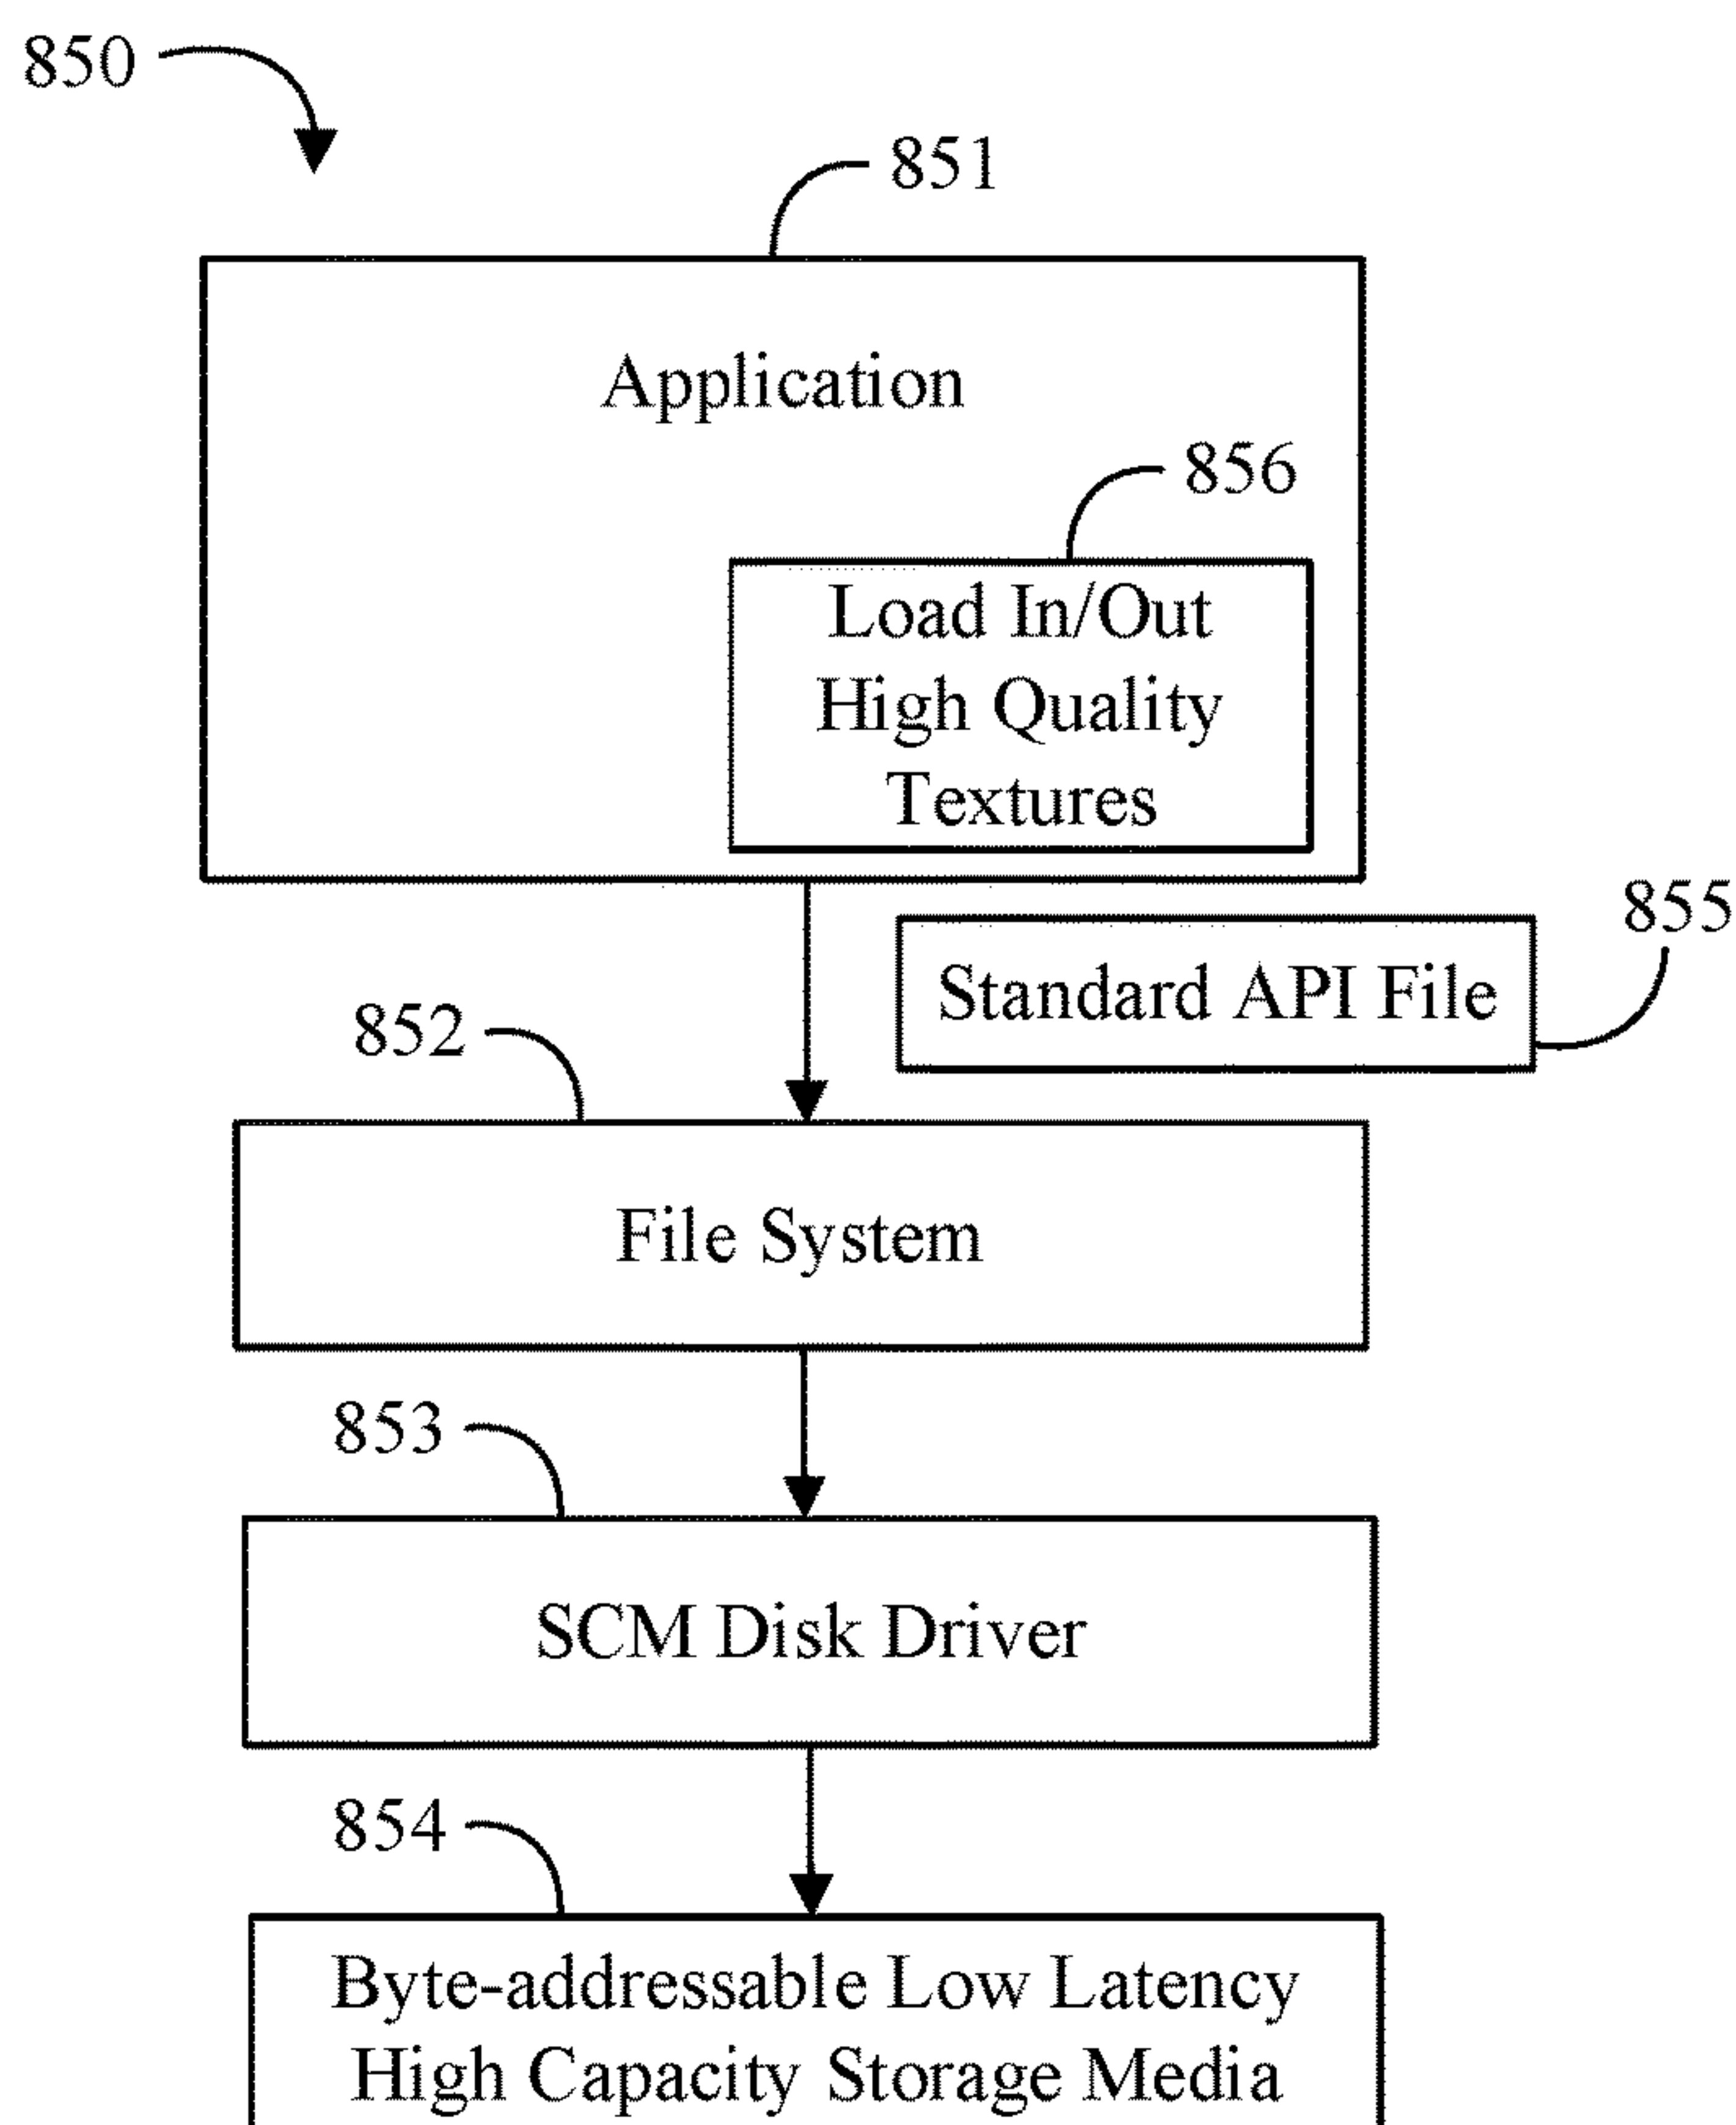 850
851
Application
856
Load In/Out
High Quality
Textures
855
Standard API File
852
File System
853
SCM Disk Driver
854
Byte-addressable Low Latency
High Capacity Storage Media